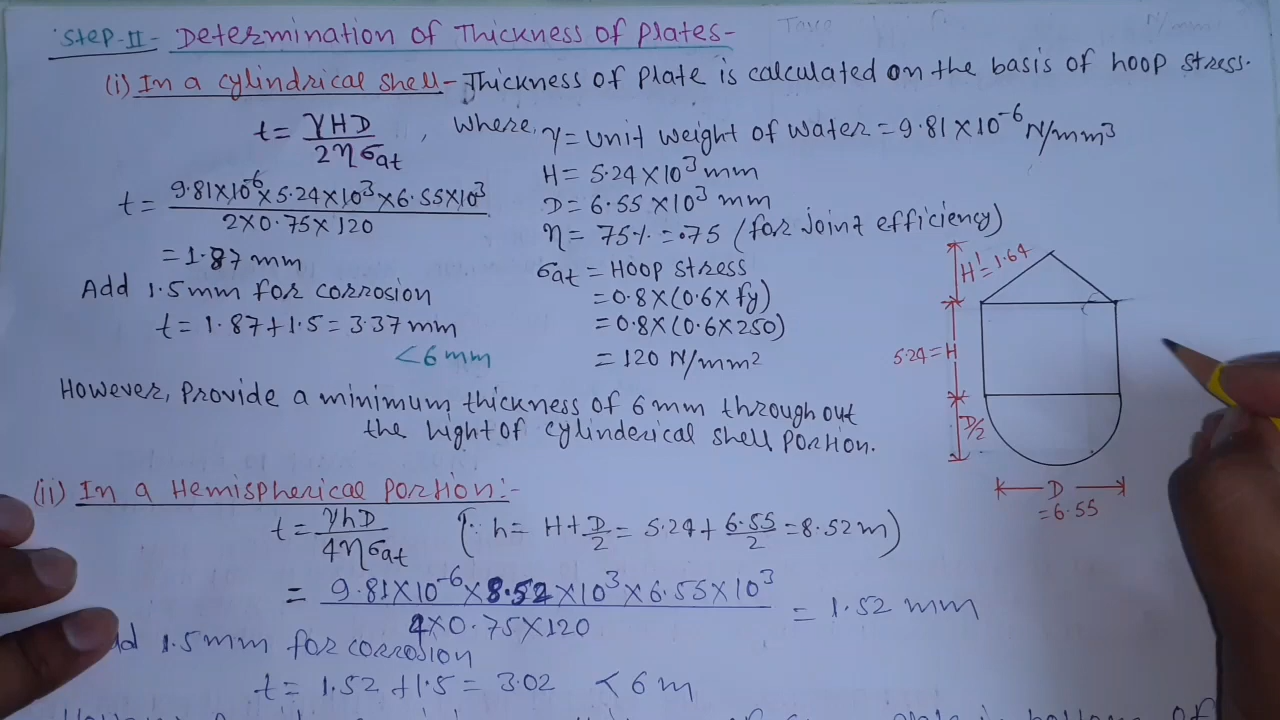 Step-II- Determination of Thickness of Plates-
(i) In a cylindrical shell- Thickness of Plate is calculated on the basis of hoop stress.
t = γHD / 2ησat , where, γ = unit weight of water = 9.81×10⁻⁶ N/mm³
H = 5.24×10³ mm
t = 9.81×10⁻⁶×5.24×10³×6.55×10³ / 2×0.75×120
D = 6.55×10³ mm
η = 75% = .75 (for joint efficiency)
= 1.87 mm
σat = Hoop stress
Add 1.5mm for corrosion
= 0.8×(0.6×fy)
t = 1.87+1.5 = 3.37 mm
= 0.8×(0.6×250)
<6 mm
= 120 N/mm²
However, Provide a minimum thickness of 6mm throughout
the hight of cylinderical shell Portion.
H' = 1.64
5.24 = H
D/2
D
= 6.55
(ii) In a Hemispherical Portion:-
t = γhD / 4ησat (∵ h = H + D/2 = 5.24 + 6.55/2 = 8.52m)
= 9.81×10⁻⁶×8.52×10³×6.55×10³ / 4×0.75×120 = 1.52 mm
1.5mm for corrosion
t = 1.52 + 1.5 = 3.02 < 6 m